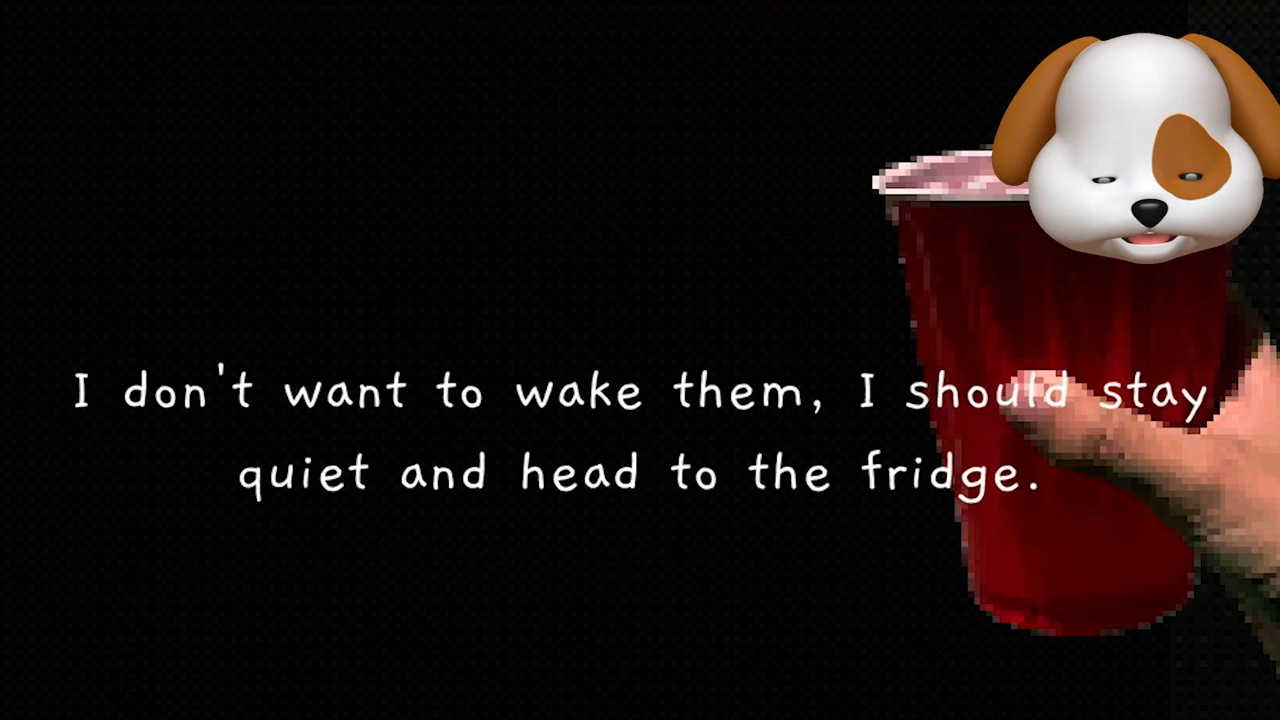 I don't want to wake them, I should stay
quiet and head to the fridge.